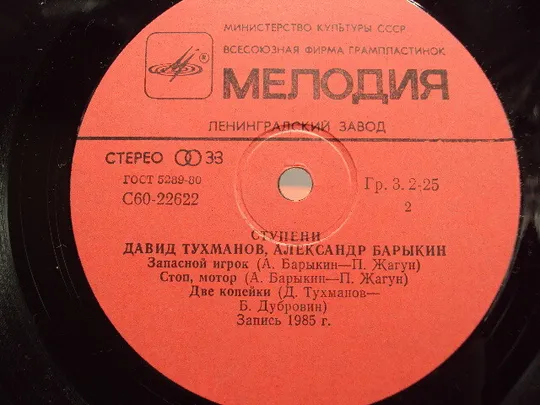 МИНИСТЕРСТВО КУЛЬТУРЫ СССР
ВСЕСОЮЗНАЯ ФИРМА ГРАМПЛАСТИНОК
® МЕЛОДИЯ
ЛЕНИНГРАДСКИЙ ЗАВОД
СТЕРЕО 33
ГОСТ 5289-80
С60-22622
Гр. 3. 2-25
2
СТУПЕНИ
ДАВИД ТУХМАНОВ, АЛЕКСАНДР БАРЫКИН
Запасной игрок (А. Барыкин—П. Жагун)
Стоп, мотор (А. Барыкин—П. Жагун)
Две копейки (Д. Тухманов—
Б. Дубровин)
Запись 1985 г.